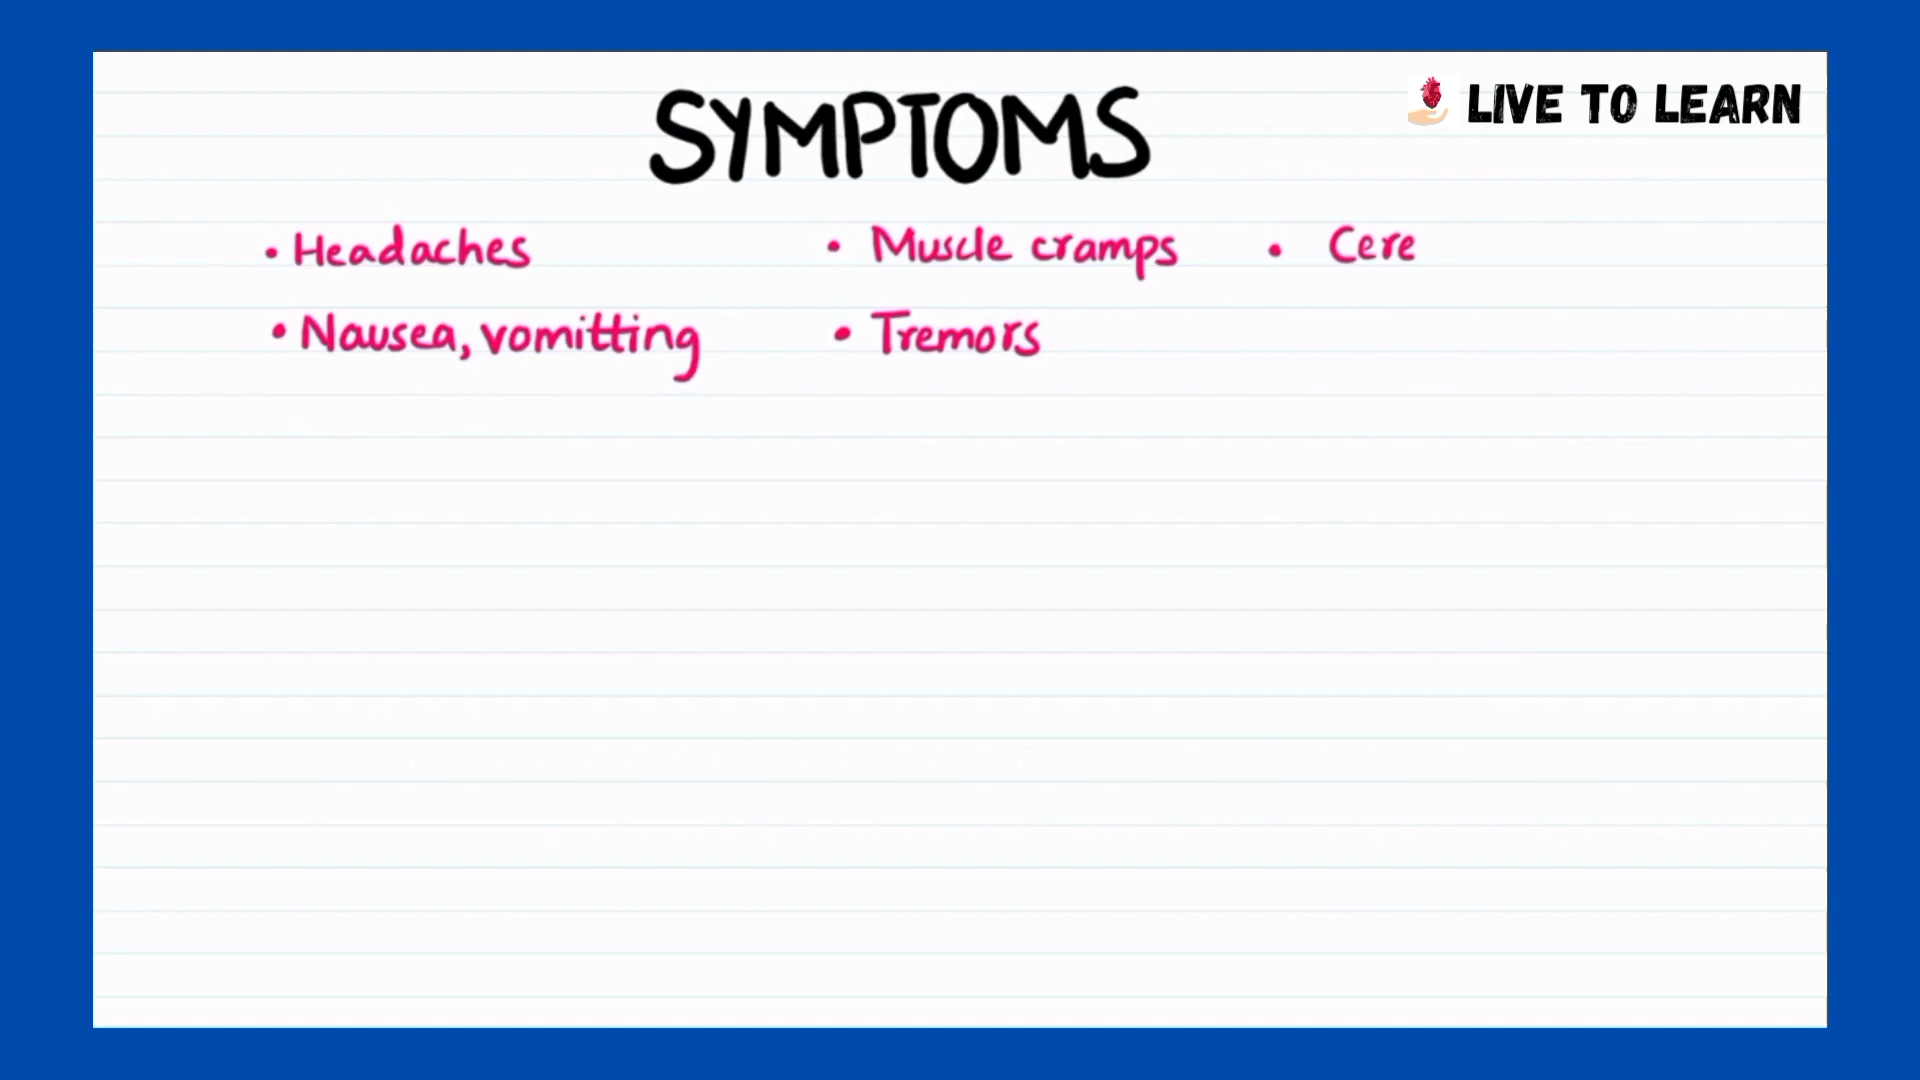 SYMPTOMS
LIVE TO LEARN
• Headaches
• Muscle cramps
• Cere
• Nausea, vomitting
• Tremors